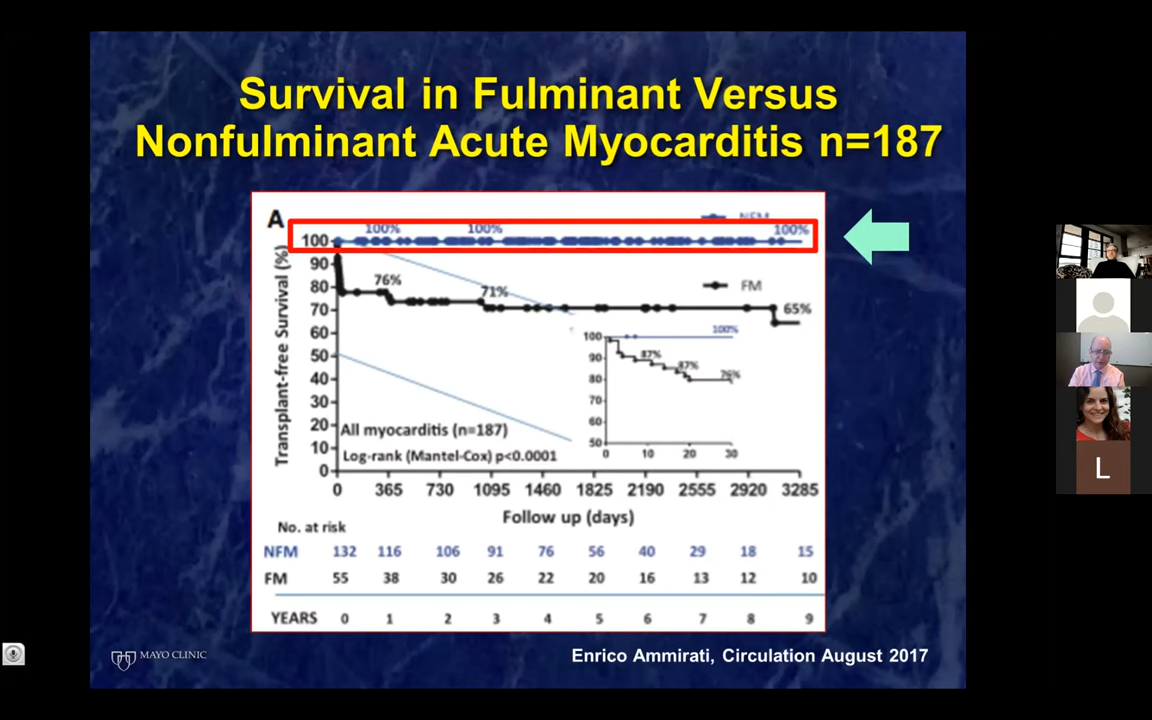 Survival in Fulminant Versus
Nonfulminant Acute Myocarditis n=187
A
NFM
100% 100% 100%
FM
76% 71% 65%
Transplant-free Survival (%)
100
90
80
70
60
50
40
30
20
10
0
100
90
80
70
60
50
0 10 20 30
100%
87%
87%
76%
All myocarditis (n=187)
Log-rank (Mantel-Cox) p<0.0001
0 365 730 1095 1460 1825 2190 2555 2920 3285
Follow up (days)
No. at risk
NFM 132 116 106 91 76 56 40 29 18 15
FM 55 38 30 26 22 20 16 13 12 10
YEARS 0 1 2 3 4 5 6 7 8 9
MAYO CLINIC
Enrico Ammirati, Circulation August 2017
L